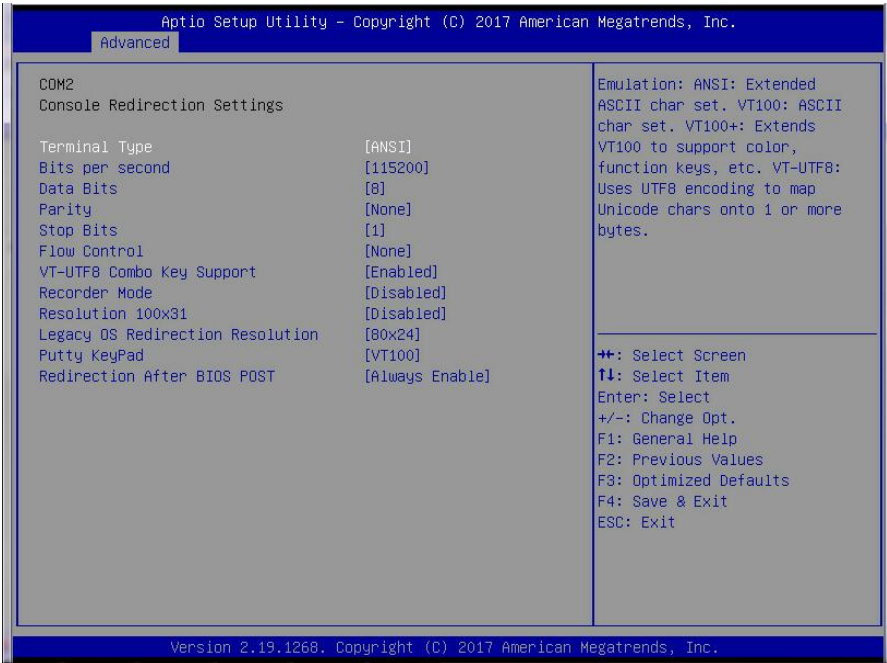 Aptio Setup Utility – Copyright (C) 2017 American Megatrends, Inc.
Advanced
COM2
Console Redirection Settings
Terminal Type [ANSI]
Bits per second [115200]
Data Bits [8]
Parity [None]
Stop Bits [1]
Flow Control [None]
VT-UTF8 Combo Key Support [Enabled]
Recorder Mode [Disabled]
Resolution 100x31 [Disabled]
Legacy OS Redirection Resolution [80x24]
Putty KeyPad [VT100]
Redirection After BIOS POST [Always Enable]
Emulation: ANSI: Extended
ASCII char set. VT100: ASCII
char set. VT100+: Extends
VT100 to support color,
function keys, etc. VT-UTF8:
Uses UTF8 encoding to map
Unicode chars onto 1 or more
bytes.
→←: Select Screen
↑↓: Select Item
Enter: Select
+/-: Change Opt.
F1: General Help
F2: Previous Values
F3: Optimized Defaults
F4: Save & Exit
ESC: Exit
Version 2.19.1268. Copyright (C) 2017 American Megatrends, Inc.